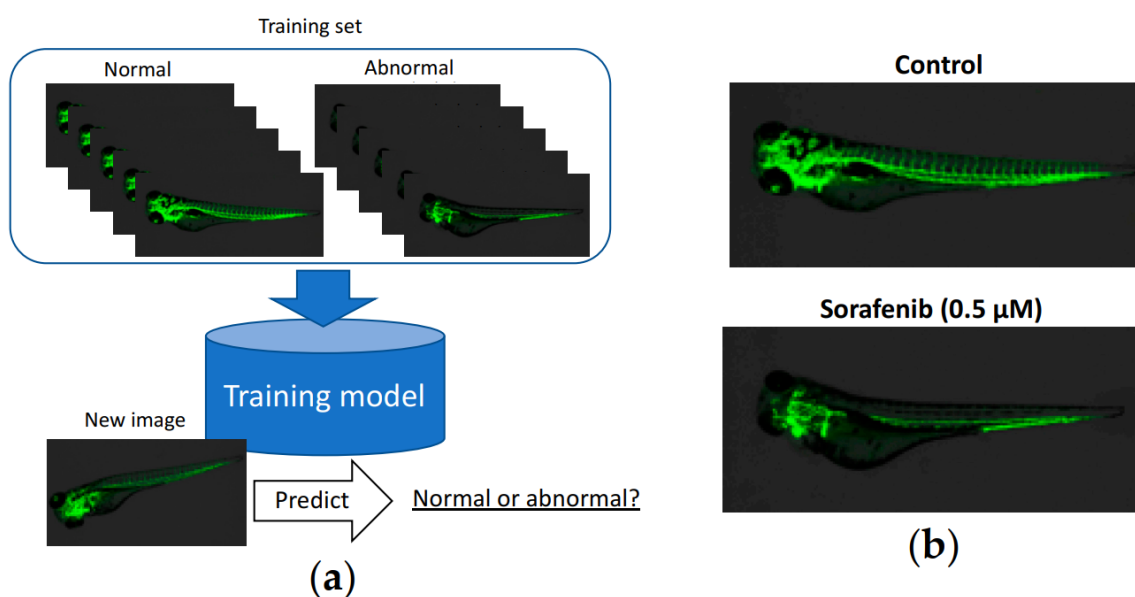 Training set
Normal
Abnormal
Training model
New image
Predict
Normal or abnormal?
(a)
Control
Sorafenib (0.5 μM)
(b)